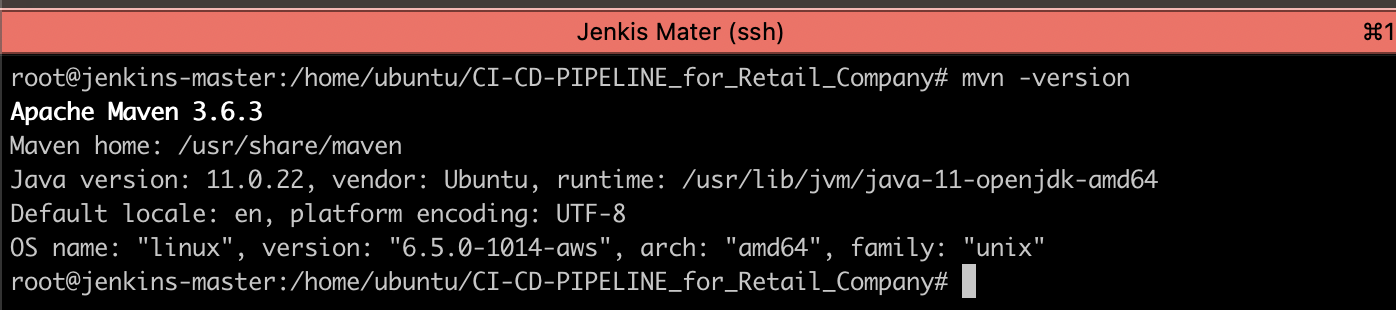 Jenkis Mater (ssh) ⌘1
root@jenkins-master:/home/ubuntu/CI-CD-PIPELINE_for_Retail_Company# mvn -version
Apache Maven 3.6.3
Maven home: /usr/share/maven
Java version: 11.0.22, vendor: Ubuntu, runtime: /usr/lib/jvm/java-11-openjdk-amd64
Default locale: en, platform encoding: UTF-8
OS name: "linux", version: "6.5.0-1014-aws", arch: "amd64", family: "unix"
root@jenkins-master:/home/ubuntu/CI-CD-PIPELINE_for_Retail_Company#